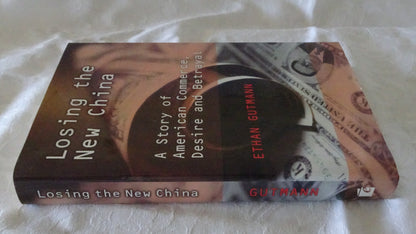 Losing the
New China
A Story of
American Commerce,
Desire and Betrayal
ETHAN GUTMANN
Losing the New China
GUTMANN